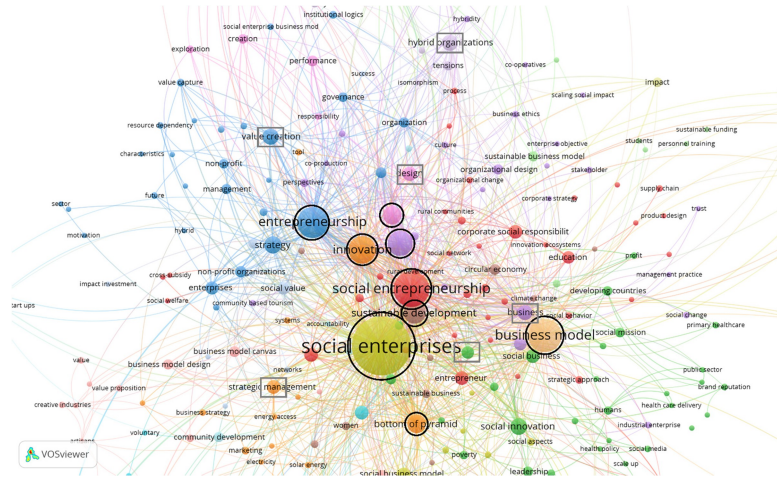 institutional logics
hybridity
social enterprise business mod
creation
hybrid organizations
exploration
performance
tensions
co-operatives
success
isomorphism
value capture
impact
process
scaling social impact
governance
responsibility
business ethics
resource dependency
organization
sustainable funding
value creation
culture
enterprise objective
students
personnel training
tool
characteristics
co-production
sustainable business model
non-profit
design
organizational design
stakeholder
perspectives
organizational change
management
supply chain
future
corporate strategy
sector
rural communities
trust
entrepreneurship
product design
motivation
hybrid
corporate social responsibilit
strategy
innovation
innovation ecosystems
social network
education
profit
non-profit organizations
rural development
circular economy
cross-subsidy
management practice
impact investment
enterprises
social value
social entrepreneurship
developing countries
social welfare
community based tourism
climate change
start ups
sustainable development
business
social behavior
social change
systems
accountability
primary healthcare
business model
social mission
social enterprises
business model canvas
social business
value
business model design
networks
public sector
entrepreneur
strategic approach
value proposition
strategic management
brand reputation
sustainable business
creative industries
health care delivery
business strategy
humans
energy access
women
bottom of pyramid
social innovation
industrial enterprise
voluntary
community development
artisans
social aspects
marketing
health policy
social media
poverty
electricity
solar energy
scale up
social business model
leadership
VOSviewer